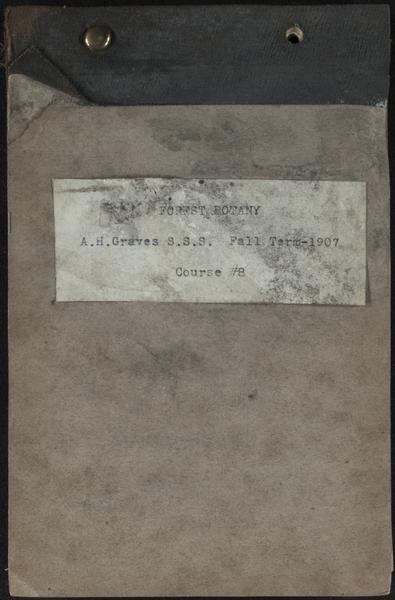 FOREST BOTANY
A.H.Graves S.S.S. Fall Term-1907
Course #8